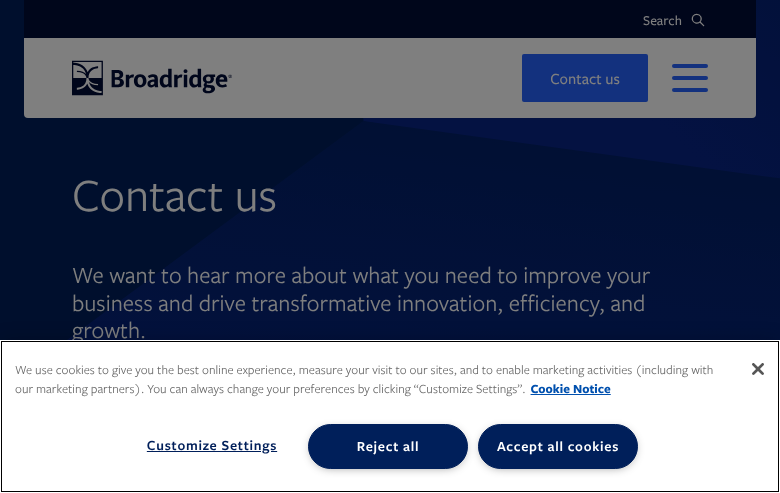 Search
Broadridge
Contact us
Contact us
We want to hear more about what you need to improve your
business and drive transformative innovation, efficiency, and
growth.
We use cookies to give you the best online experience, measure your visit to our sites, and to enable marketing activities (including with
our marketing partners). You can always change your preferences by clicking “Customize Settings”. Cookie Notice
Customize Settings
Reject all
Accept all cookies